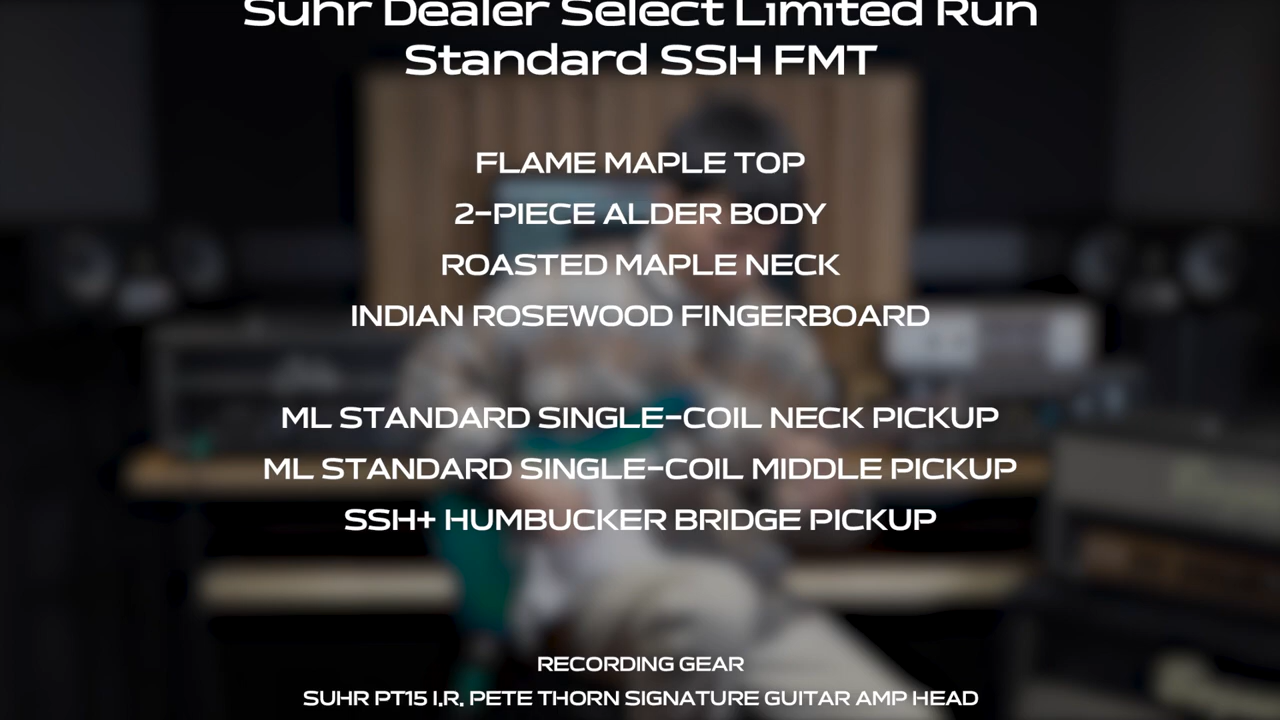 Suhr Dealer Select Limited Run
Standard SSH FMT
FLAME MAPLE TOP
2-PIECE ALDER BODY
ROASTED MAPLE NECK
INDIAN ROSEWOOD FINGERBOARD
ML STANDARD SINGLE-COIL NECK PICKUP
ML STANDARD SINGLE-COIL MIDDLE PICKUP
SSH+ HUMBUCKER BRIDGE PICKUP
RECORDING GEAR
SUHR PT15 I.R. PETE THORN SIGNATURE GUITAR AMP HEAD